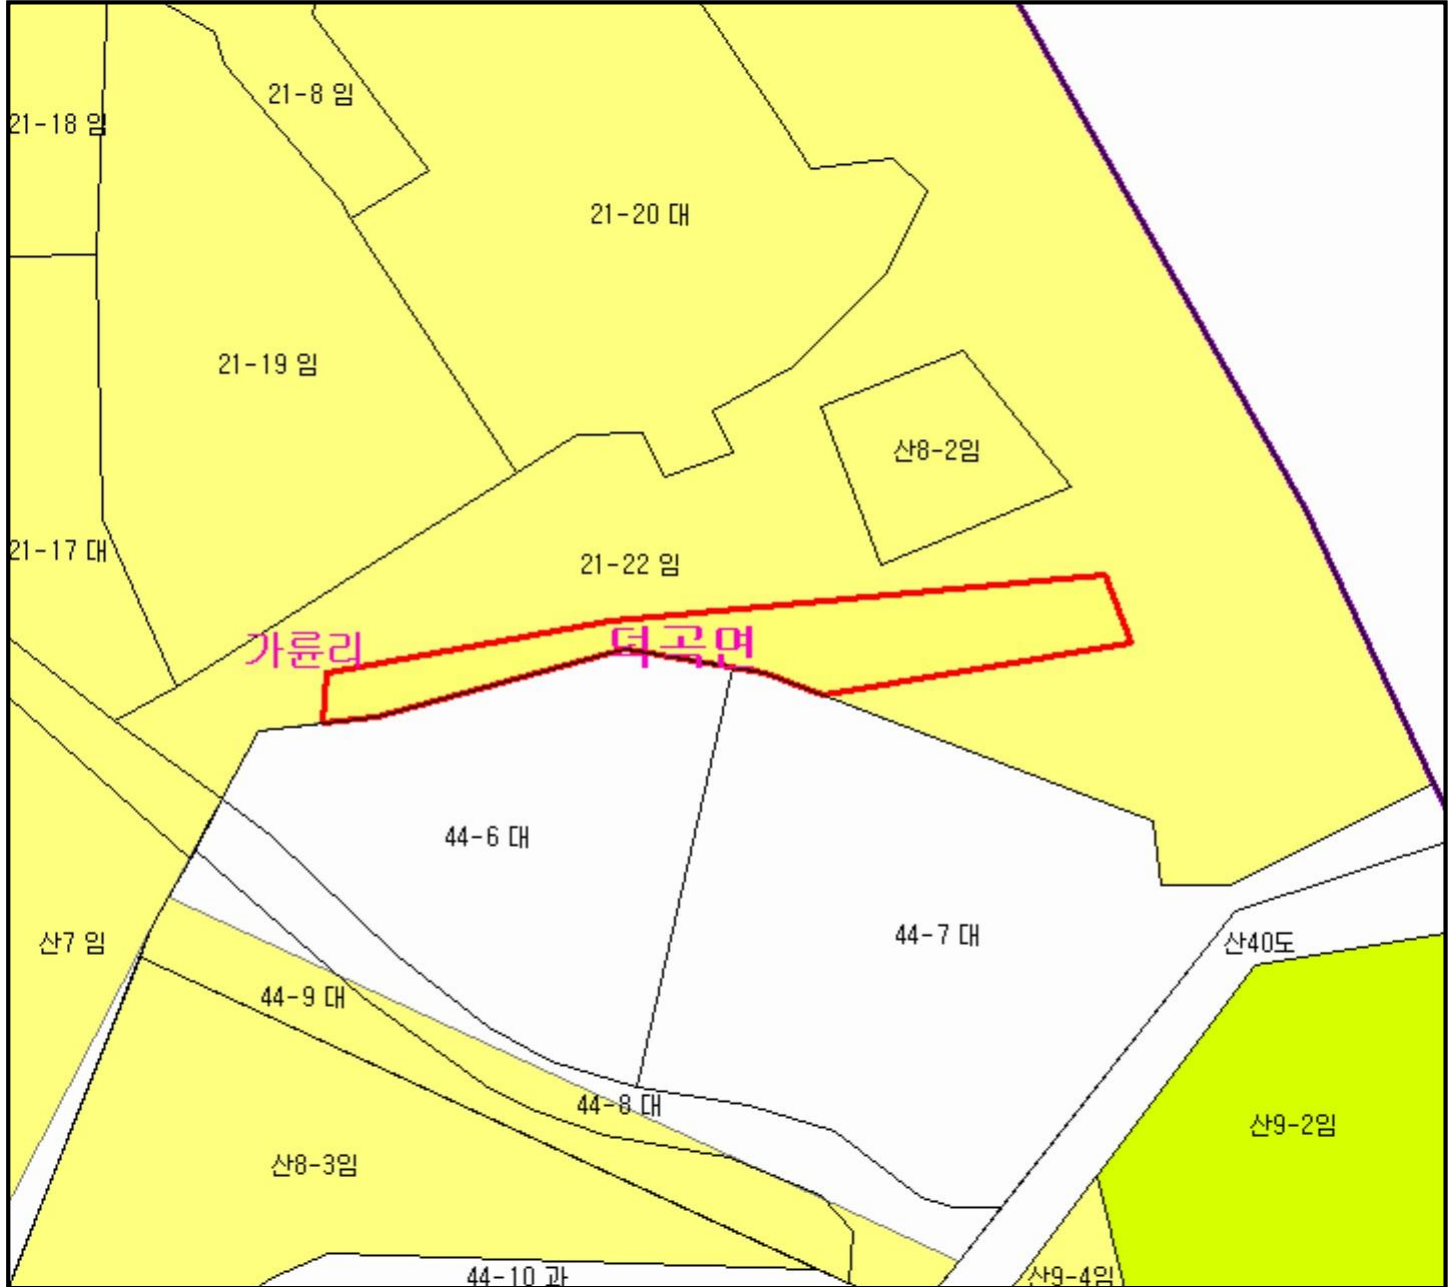 21-8 임
21-18 임
21-20 대
21-19 임
산8-2임
21-17 대
21-22 임
가륜리
덕곡면
44-6 대
44-7 대
산7 임
산40도
44-9 대
44-8 대
산9-2임
산8-3임
44-10 과
산9-4임